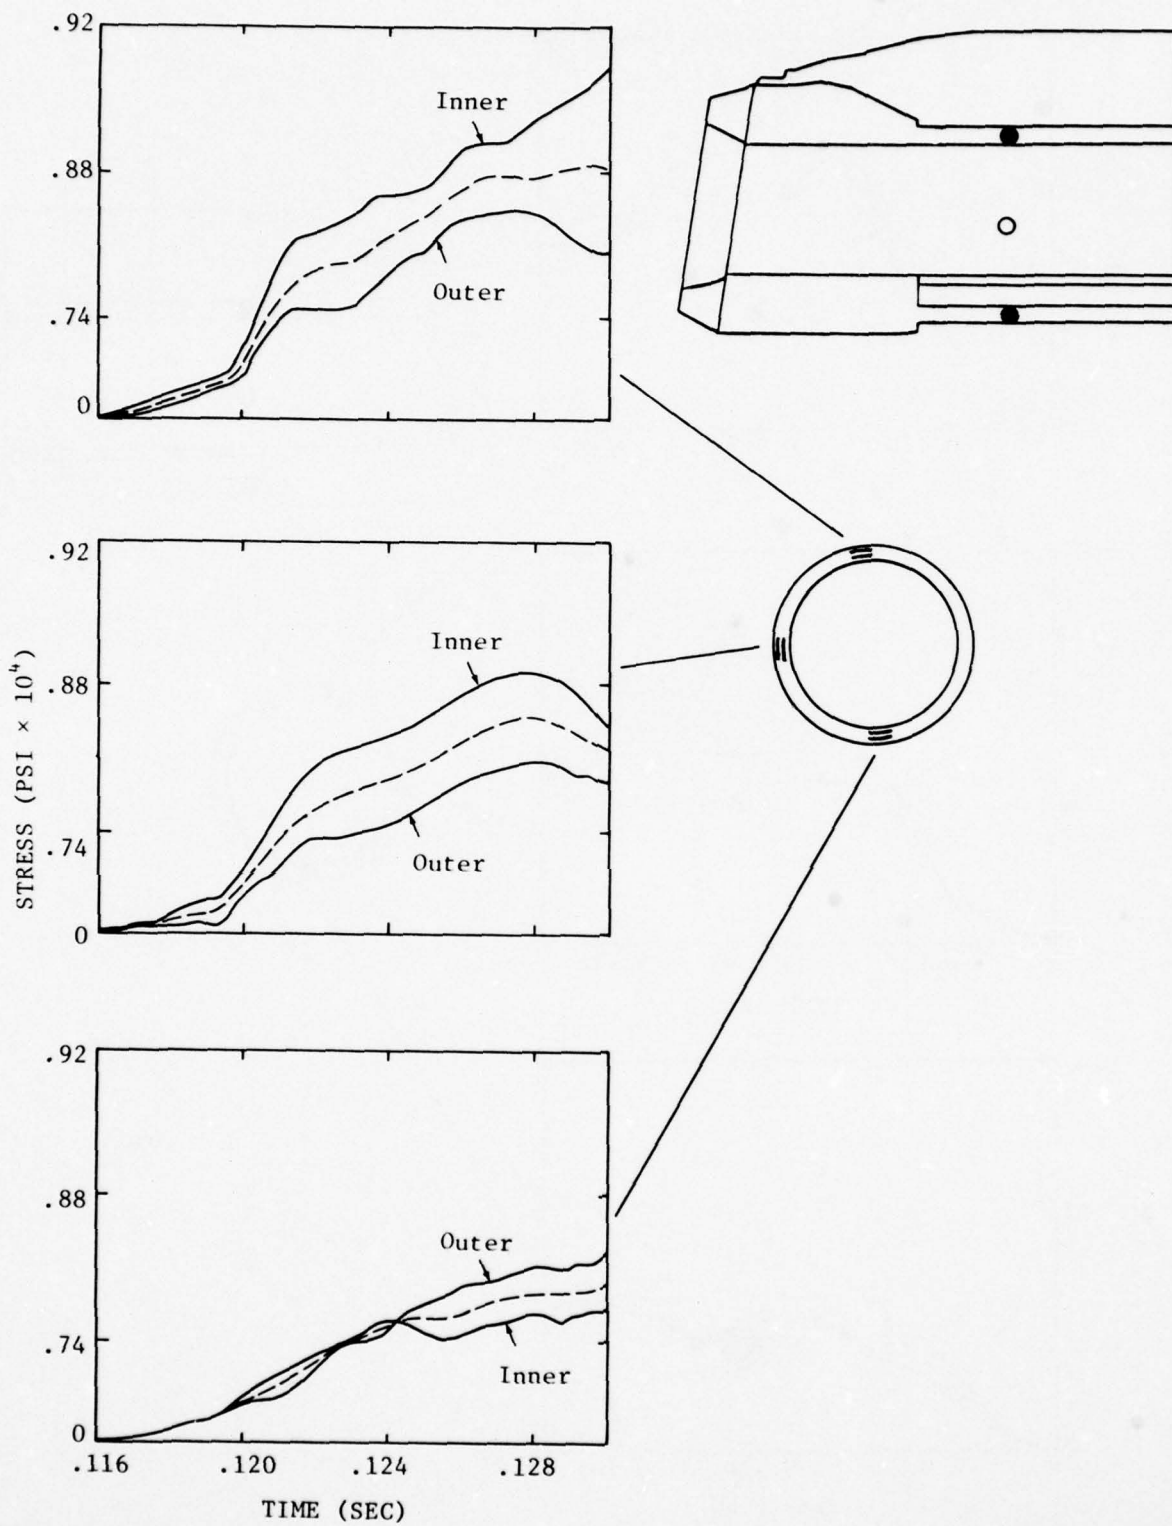 .92
Inner
.88
Outer
.74
0
.92
Inner
.88
STRESS (PSI × 10⁴)
.74
Outer
0
.92
.88
Outer
.74
Inner
0
.116 .120 .124 .128
TIME (SEC)